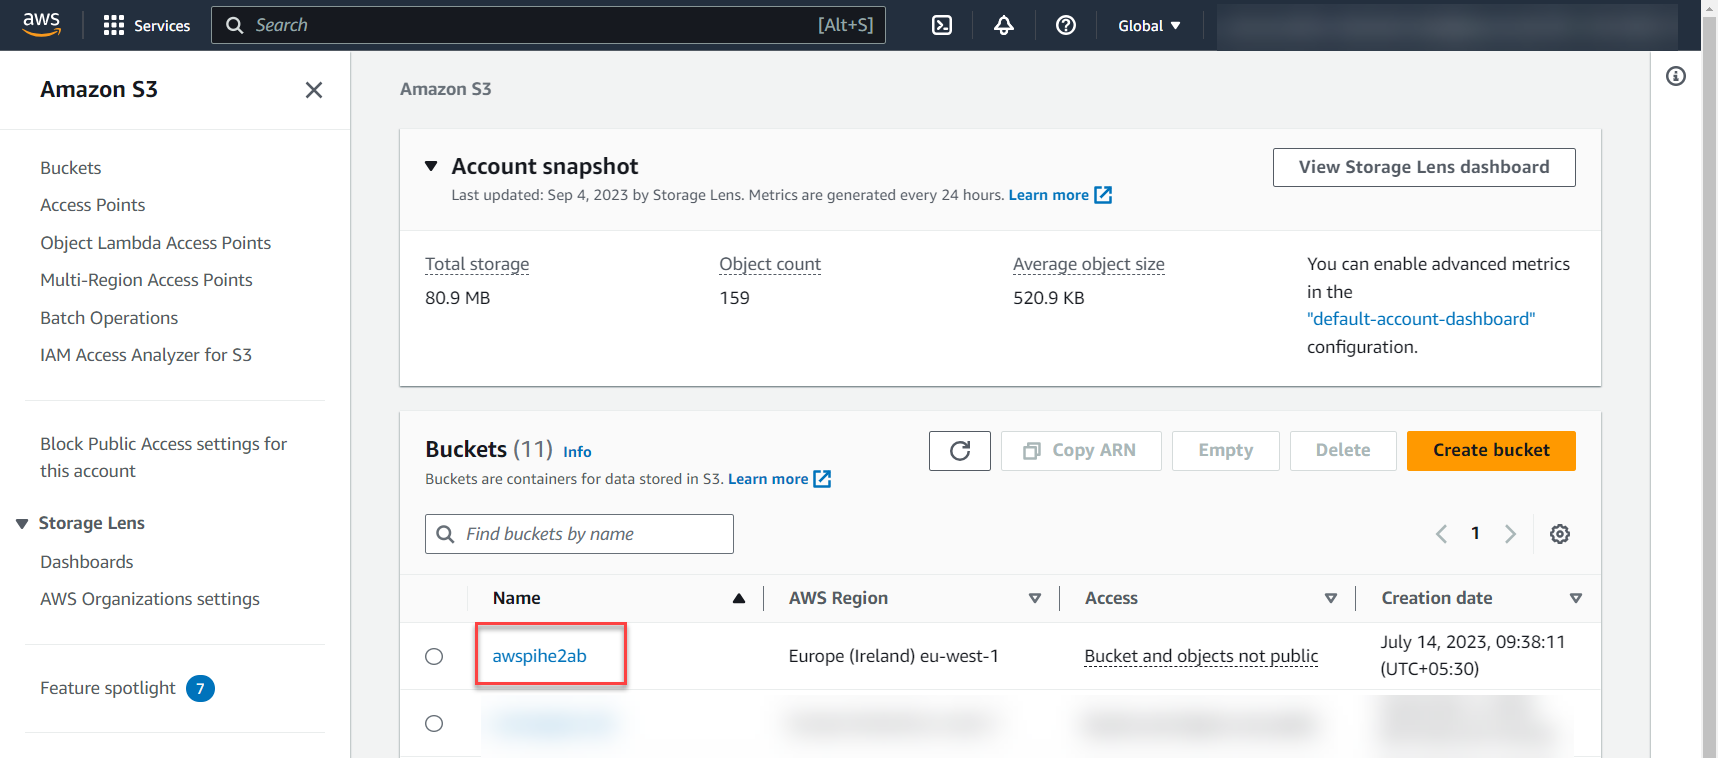 aws
Services
Search
[Alt+S]
Global
Amazon S3
Buckets
Access Points
Object Lambda Access Points
Multi-Region Access Points
Batch Operations
IAM Access Analyzer for S3
Block Public Access settings for
this account
Storage Lens
Dashboards
AWS Organizations settings
Feature spotlight 7
Amazon S3
Account snapshot
View Storage Lens dashboard
Last updated: Sep 4, 2023 by Storage Lens. Metrics are generated every 24 hours. Learn more
Total storage
80.9 MB
Object count
159
Average object size
520.9 KB
You can enable advanced metrics
in the
"default-account-dashboard"
configuration.
Buckets (11) Info
Buckets are containers for data stored in S3. Learn more
Copy ARN
Empty
Delete
Create bucket
Find buckets by name
1
Name
AWS Region
Access
Creation date
awspihe2ab
Europe (Ireland) eu-west-1
Bucket and objects not public
July 14, 2023, 09:38:11
(UTC+05:30)